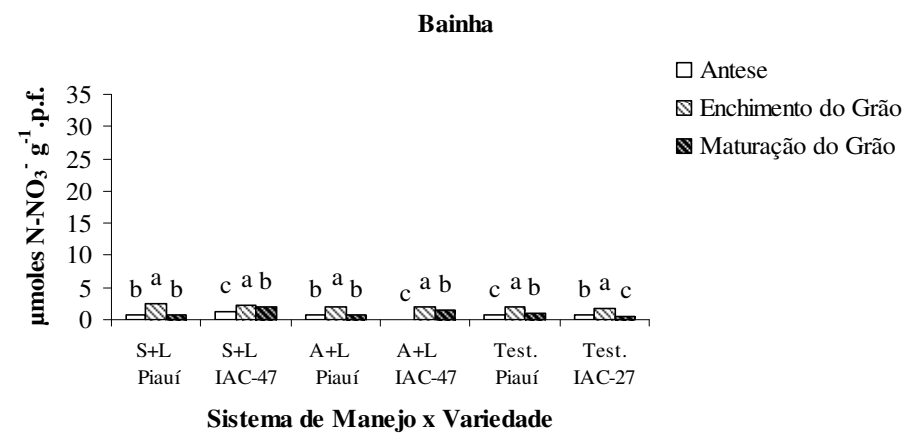 Bainha
Antese
Enchimento do Grão
Maturação do Grão
µmoles N-NO₃⁻ g⁻¹.p.f.
35
30
25
20
15
10
5
0
b a b c a b b a b c a b c a b b a c
S+L S+L A+L A+L Test. Test.
Piauí IAC-47 Piauí IAC-47 Piauí IAC-27
Sistema de Manejo x Variedade